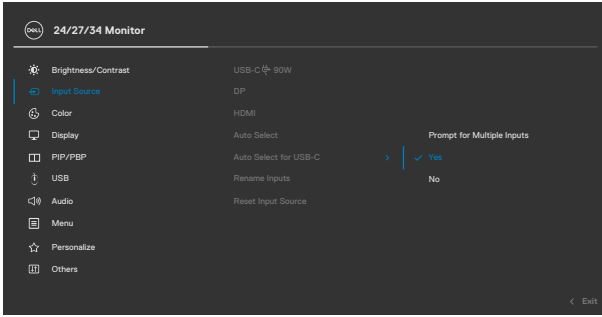 DELL 24/27/34 Monitor
Brightness/Contrast USB-C 90W
Input Source DP
Color HDMI
Display Auto Select Prompt for Multiple Inputs
PIP/PBP Auto Select for USB-C > ✓ Yes
USB Rename Inputs No
Audio Reset Input Source
Menu
Personalize
Others
< Exit